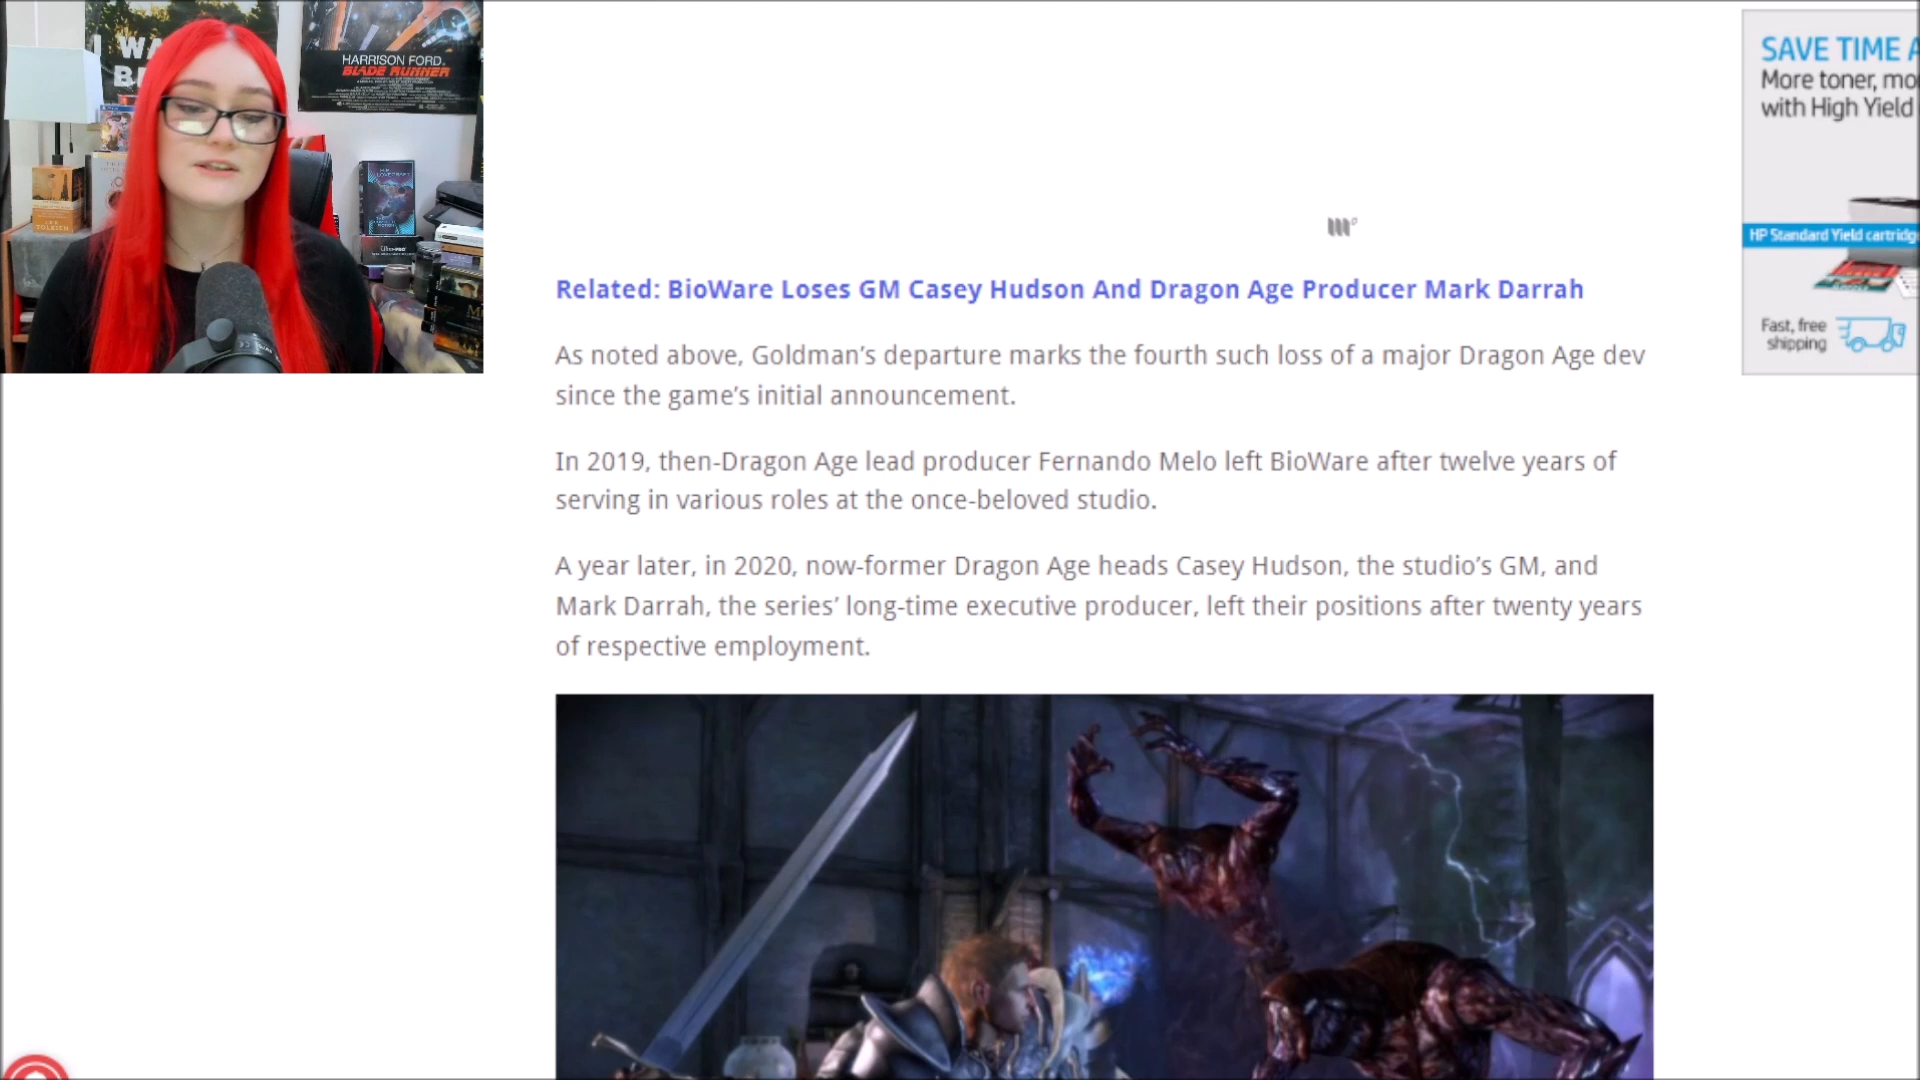 I WA
B
HARRISON FORD.
BLADE RUNNER
LOVECRAFT
TOLKIEN
SAVE TIME A
More toner, mo
with High Yield
HP Standard Yield cartridg
Fast, free
shipping
Related: BioWare Loses GM Casey Hudson And Dragon Age Producer Mark Darrah
As noted above, Goldman’s departure marks the fourth such loss of a major Dragon Age dev
since the game’s initial announcement.
In 2019, then-Dragon Age lead producer Fernando Melo left BioWare after twelve years of
serving in various roles at the once-beloved studio.
A year later, in 2020, now-former Dragon Age heads Casey Hudson, the studio’s GM, and
Mark Darrah, the series’ long-time executive producer, left their positions after twenty years
of respective employment.